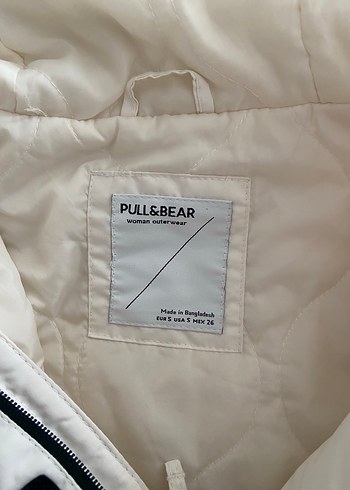 PULL&BEAR
woman outerwear
Made in Bangladesh
EUR S USA S MEX 26